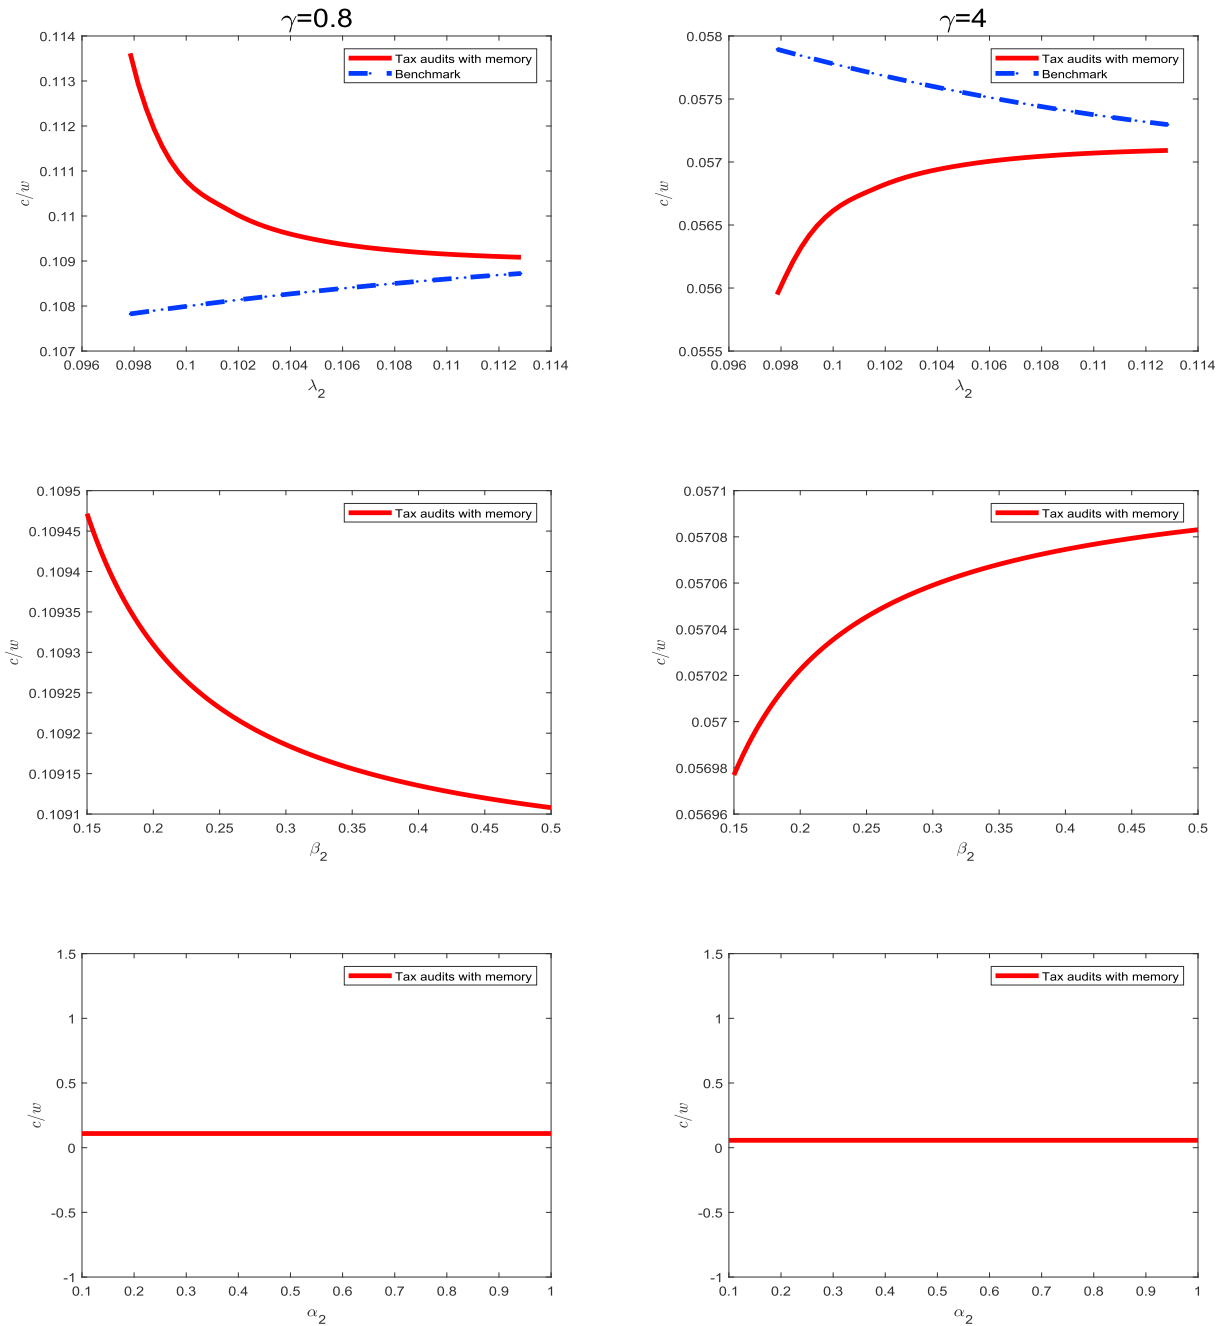 γ=0.8
0.114
0.113
0.112
0.111
0.11
0.109
0.108
0.107
c/w
Tax audits with memory
Benchmark
0.096 0.098 0.1 0.102 0.104 0.106 0.108 0.11 0.112 0.114
λ2
γ=4
0.058
0.0575
0.057
0.0565
0.056
0.0555
c/w
Tax audits with memory
Benchmark
0.096 0.098 0.1 0.102 0.104 0.106 0.108 0.11 0.112 0.114
λ2
0.1095
0.10945
0.1094
0.10935
0.1093
0.10925
0.1092
0.10915
0.1091
c/w
Tax audits with memory
0.15 0.2 0.25 0.3 0.35 0.4 0.45 0.5
β2
0.0571
0.05708
0.05706
0.05704
0.05702
0.057
0.05698
0.05696
c/w
Tax audits with memory
0.15 0.2 0.25 0.3 0.35 0.4 0.45 0.5
β2
1.5
1
0.5
0
-0.5
-1
c/w
Tax audits with memory
0.1 0.2 0.3 0.4 0.5 0.6 0.7 0.8 0.9 1
α2
1.5
1
0.5
0
-0.5
-1
c/w
Tax audits with memory
0.1 0.2 0.3 0.4 0.5 0.6 0.7 0.8 0.9 1
α2